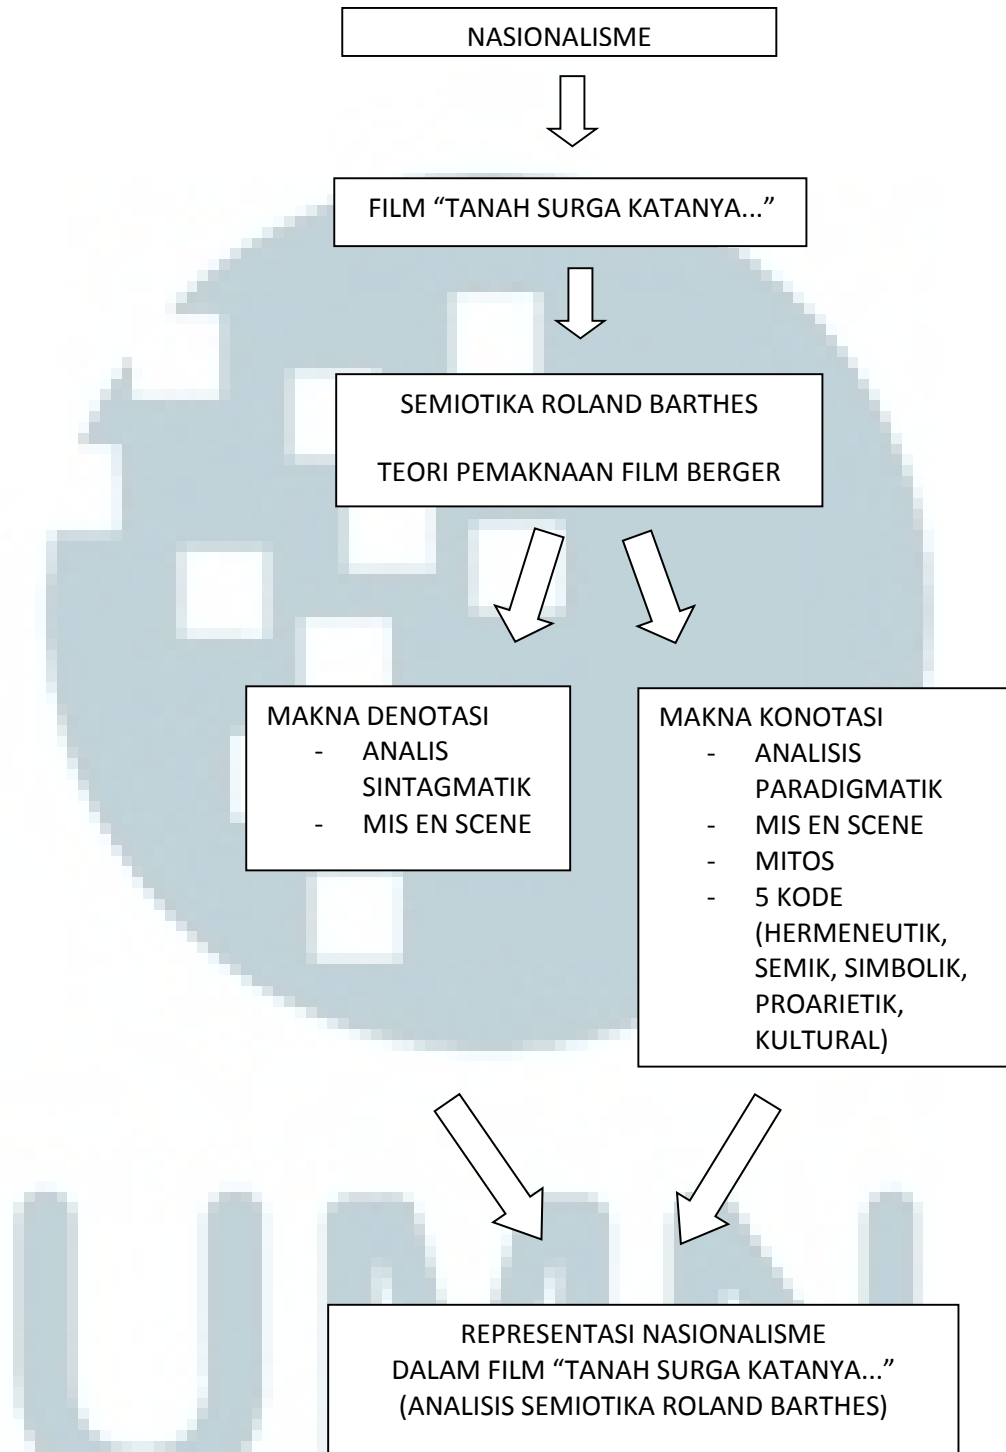 NASIONALISME
FILM “TANAH SURGA KATANYA...”
SEMIOTIKA ROLAND BARTHES
TEORI PEMAKNAAN FILM BERGER
MAKNA DENOTASI
- ANALIS
SINTAGMATIK
- MIS EN SCENE
MAKNA KONOTASI
- ANALISIS
PARADIGMATIK
- MIS EN SCENE
- MITOS
- 5 KODE
(HERMENEUTIK,
SEMIK, SIMBOLIK,
PROARIETIK,
KULTURAL)
REPRESENTASI NASIONALISME
DALAM FILM “TANAH SURGA KATANYA...”
(ANALISIS SEMIOTIKA ROLAND BARTHES)
UMN